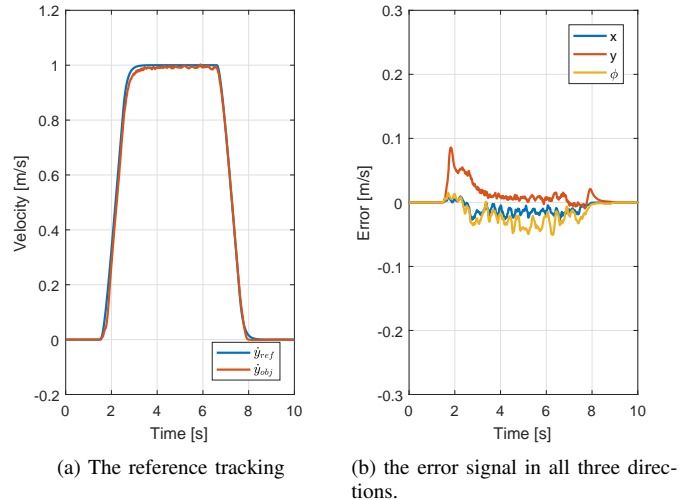 1.2
1
0.8
0.6
0.4
0.2
0
-0.2
Velocity [m/s]
0 2 4 6 8 10
Time [s]
ẏ_ref
ẏ_obj
(a) The reference tracking
0.3
0.2
0.1
0
-0.1
-0.2
-0.3
Error [m/s]
0 2 4 6 8 10
Time [s]
x
y
ϕ
(b) the error signal in all three direc-
tions.